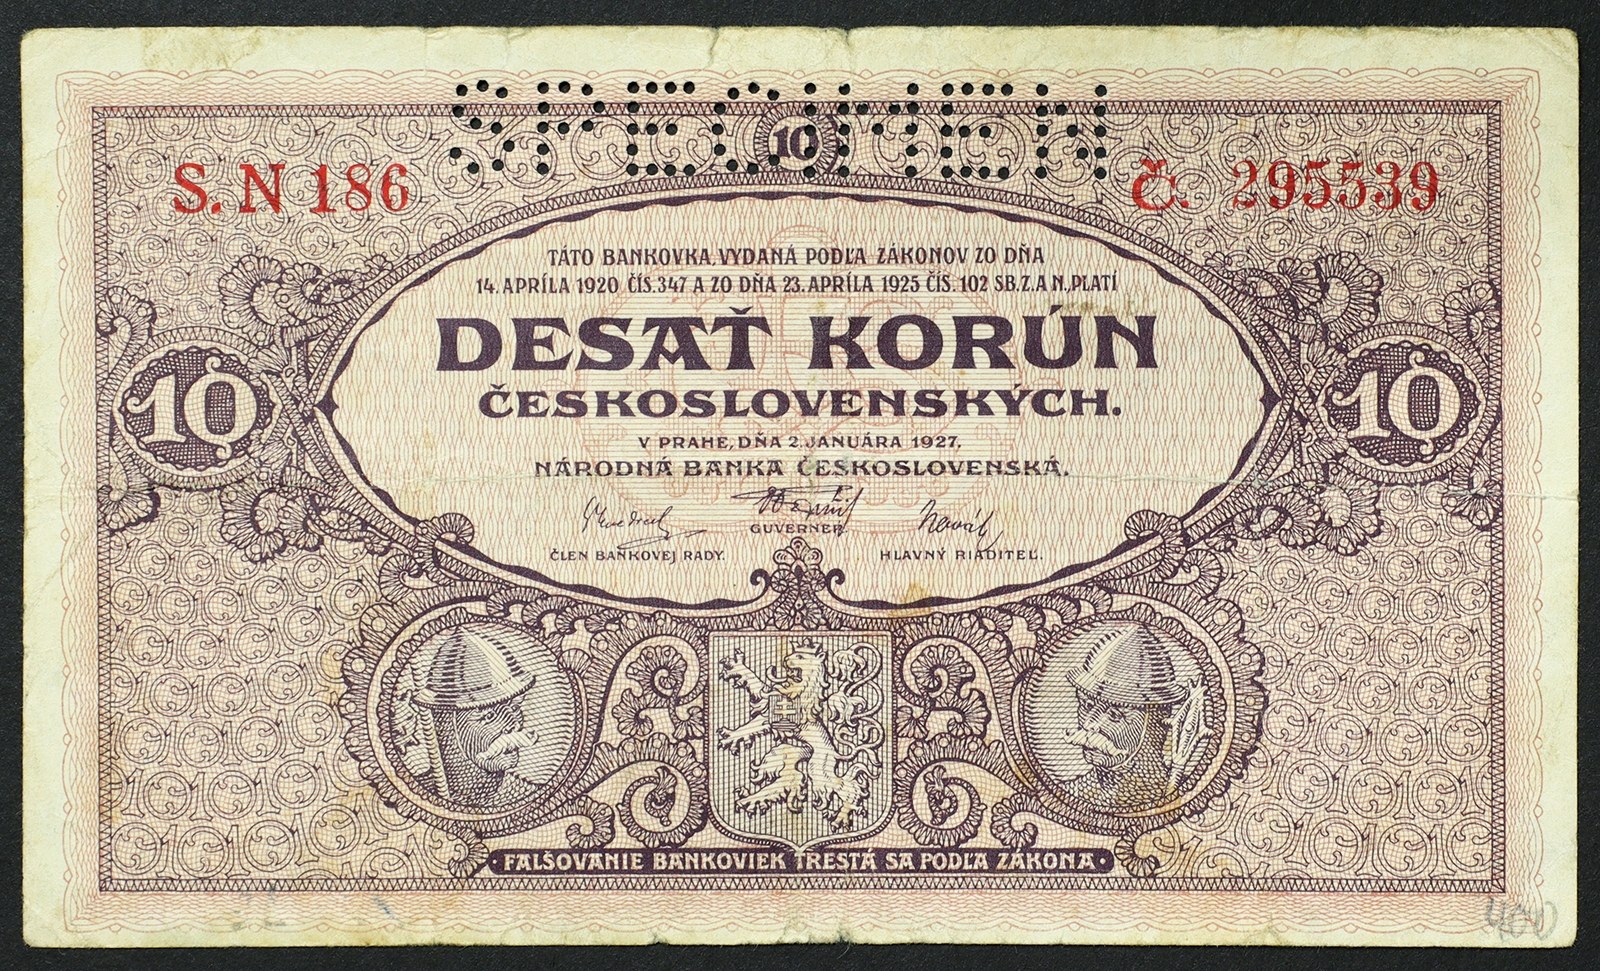 SPECIMEN
10
S. N 186
Č. 295539
TÁTO BANKOVKA, VYDANÁ PODĽA ZÁKONOV ZO DŇA
14. APRÍLA 1920 ČÍS. 347 A ZO DŇA 23. APRÍLA 1925 ČÍS. 102 SB. Z. A N., PLATÍ
DESAŤ KORÚN
ČESKOSLOVENSKÝCH.
10
10
V PRAHE, DŇA 2. JANUÁRA 1927.
NÁRODNÁ BANKA ČESKOSLOVENSKÁ.
Novák
GUVERNER
ČLEN BANKOVEJ RADY.
HLAVNÝ RIADITEĽ.
· FALŠOVANIE BANKOVIEK TRESTÁ SA PODĽA ZÁKONA ·
400